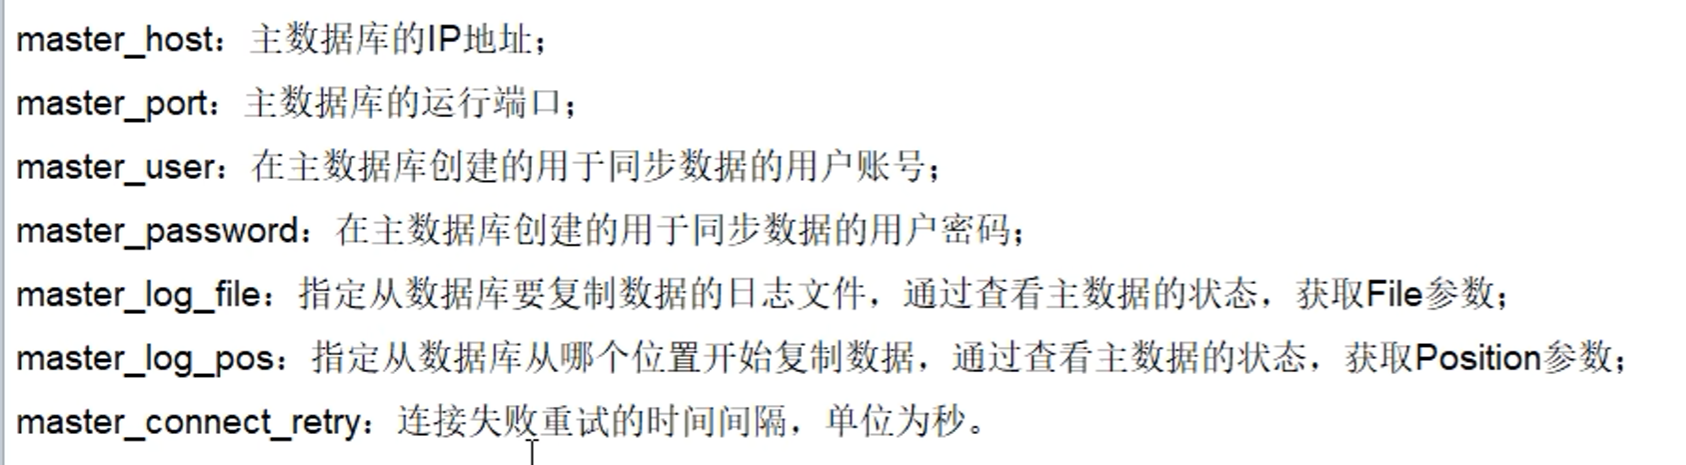 master_host：主数据库的IP地址；
master_port：主数据库的运行端口；
master_user：在主数据库创建的用于同步数据的用户账号；
master_password：在主数据库创建的用于同步数据的用户密码；
master_log_file：指定从数据库要复制数据的日志文件，通过查看主数据的状态，获取File参数；
master_log_pos：指定从数据库从哪个位置开始复制数据，通过查看主数据的状态，获取Position参数；
master_connect_retry：连接失败重试的时间间隔，单位为秒。